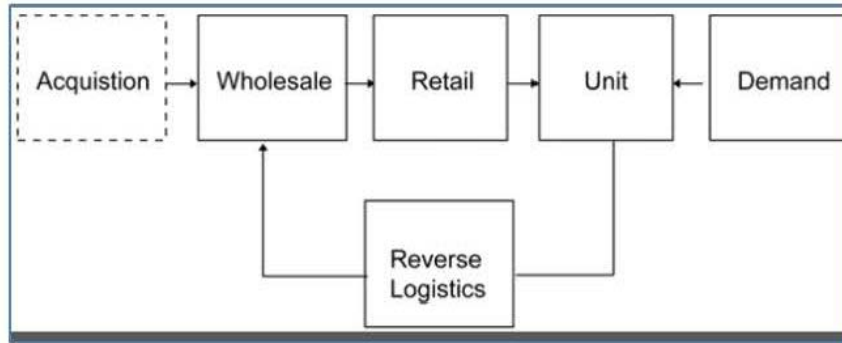 Acquistion
Wholesale
Retail
Unit
Demand
Reverse
Logistics